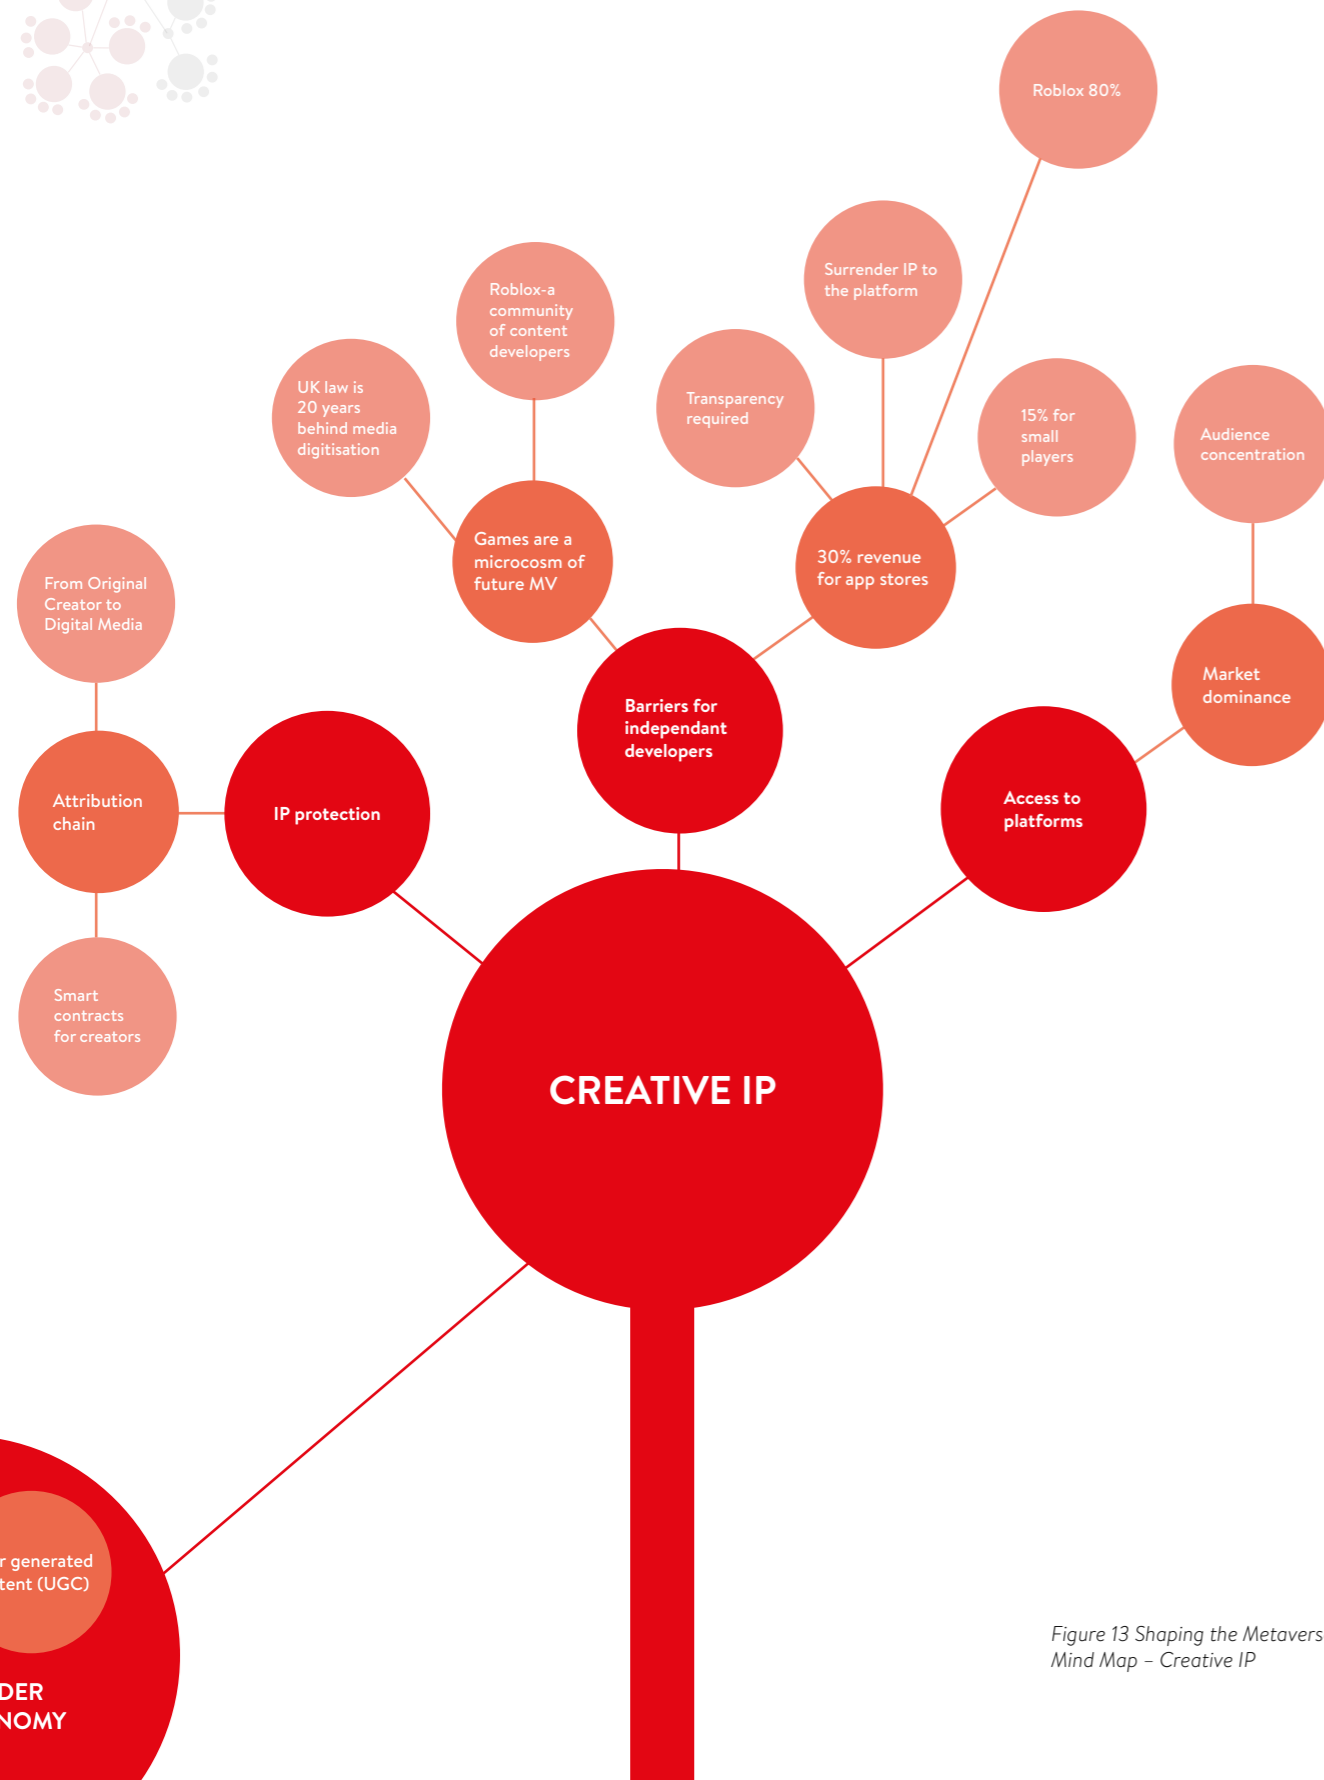 Roblox 80%
Surrender IP to
the platform
Roblox-a
community
of content
developers
UK law is
20 years
behind media
digitisation
Transparency
required
15% for
small
players
Audience
concentration
Games are a
microcosm of
future MV
30% revenue
for app stores
From Original
Creator to
Digital Media
Market
dominance
Barriers for
independant
developers
Attribution
chain
IP protection
Access to
platforms
Smart
contracts
for creators
CREATIVE IP
r generated
tent (UGC)
DER
NOMY
Figure 13 Shaping the Metavers
Mind Map – Creative IP